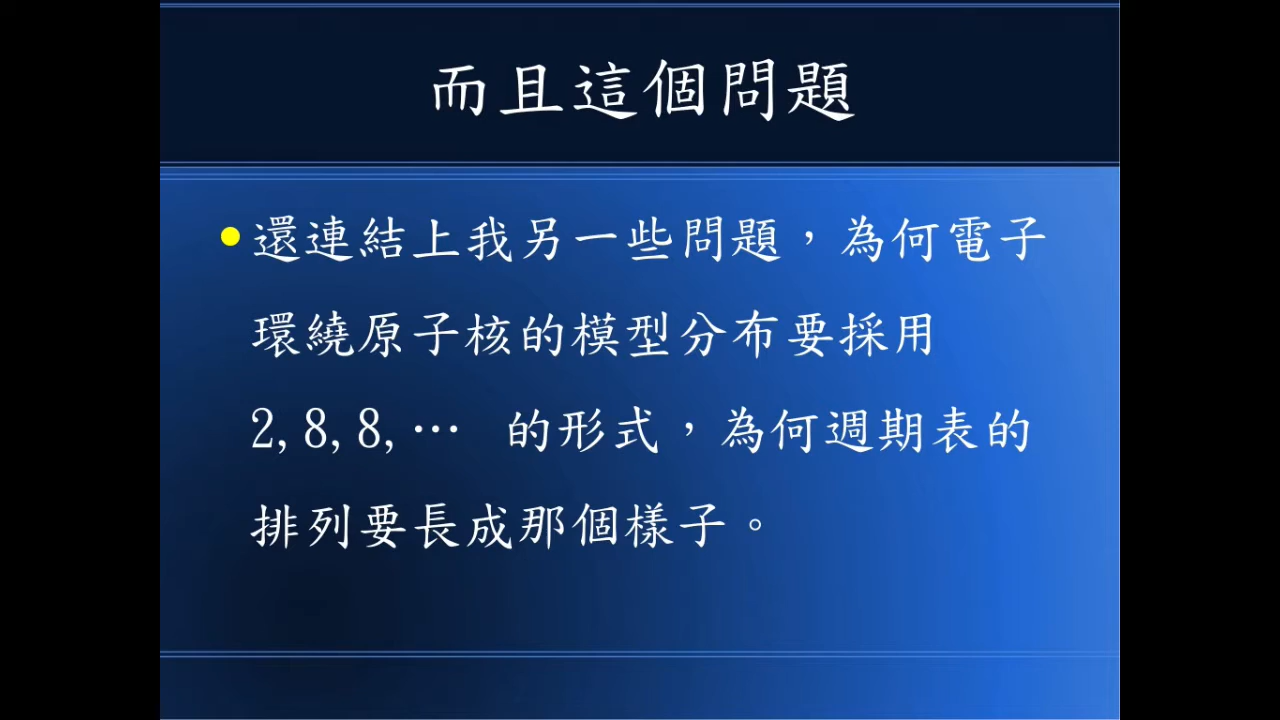 而且這個問題
還連結上我另一些問題，為何電子
環繞原子核的模型分布要採用
2,8,8,… 的形式，為何週期表的
排列要長成那個樣子。